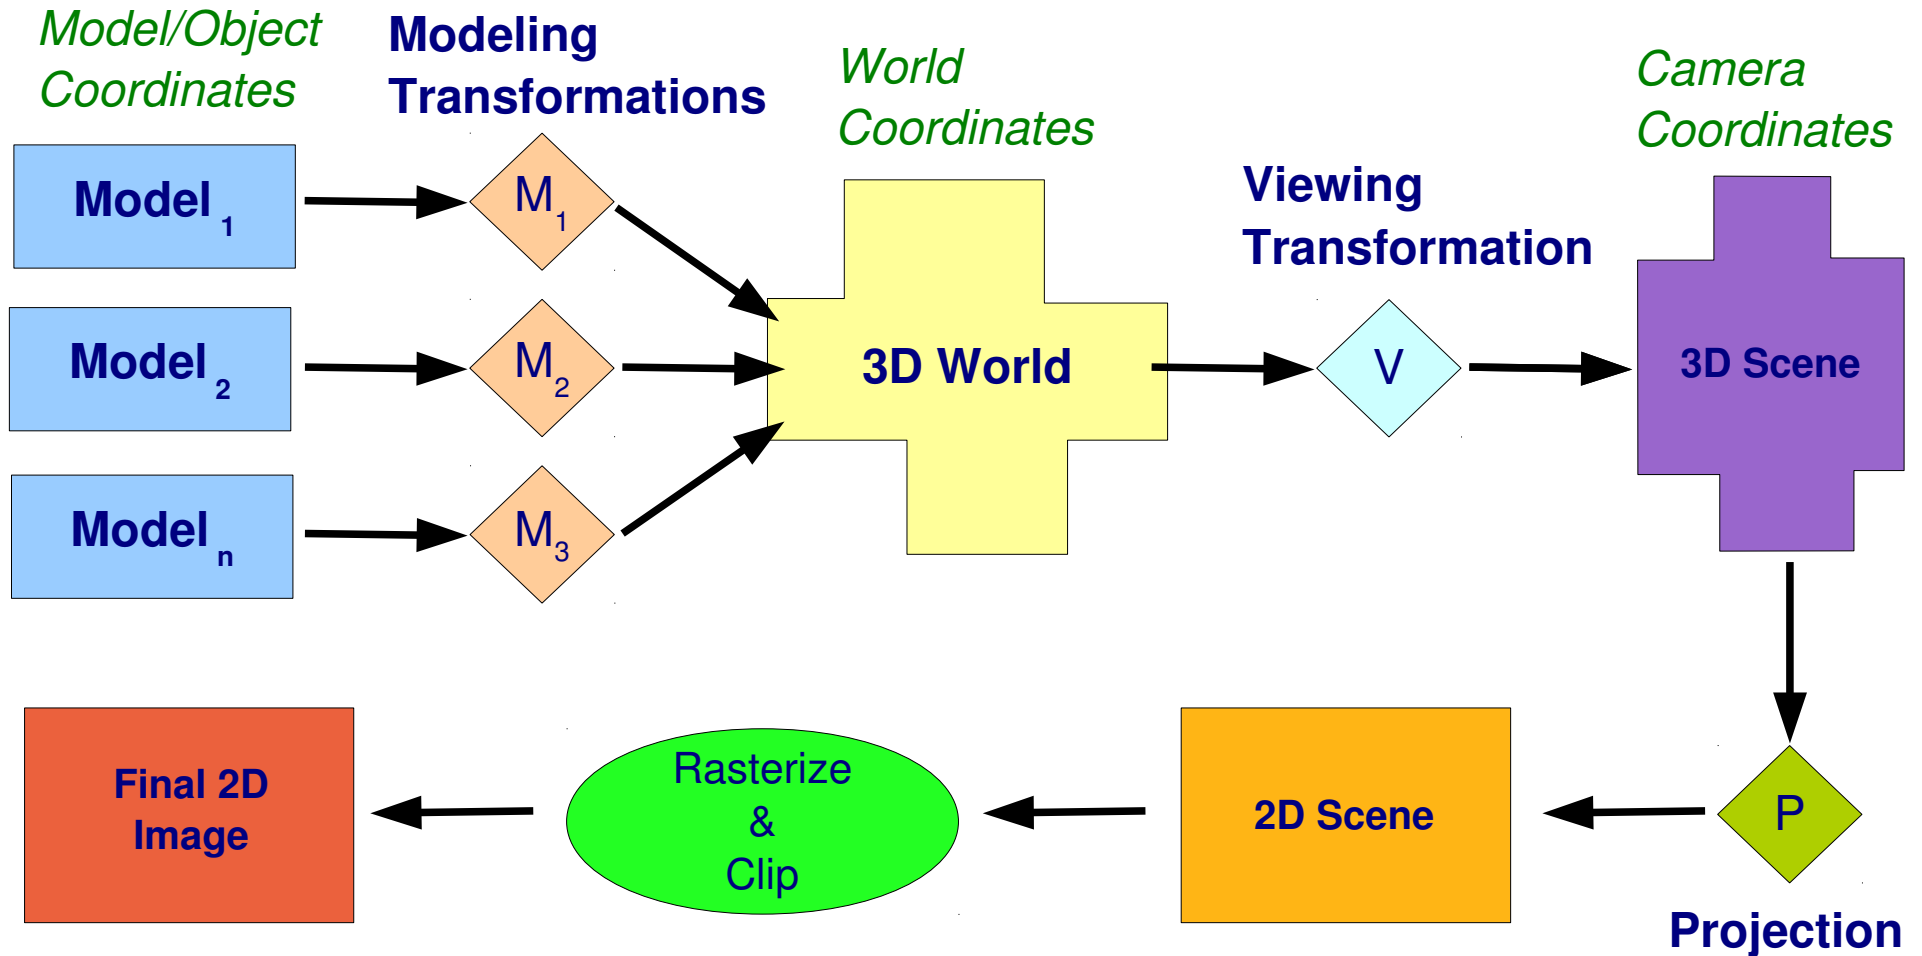 Model/Object
Coordinates
Modeling
Transformations
World
Coordinates
Camera
Coordinates
Viewing
Transformation
Model 1
M1
Model 2
M2
3D World
V
3D Scene
Model n
M3
Final 2D
Image
Rasterize
&
Clip
2D Scene
P
Projection